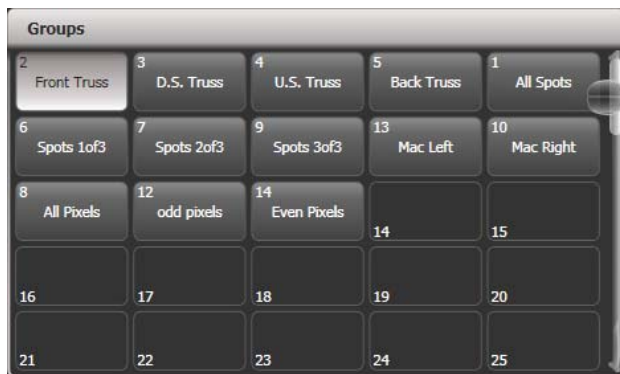 Groups
2 3 4 5 1
Front Truss D.S. Truss U.S. Truss Back Truss All Spots
6 7 9 13 10
Spots 1of3 Spots 2of3 Spots 3of3 Mac Left Mac Right
8 12 14
All Pixels odd pixels Even Pixels
14 15
16 17 18 19 20
21 22 23 24 25